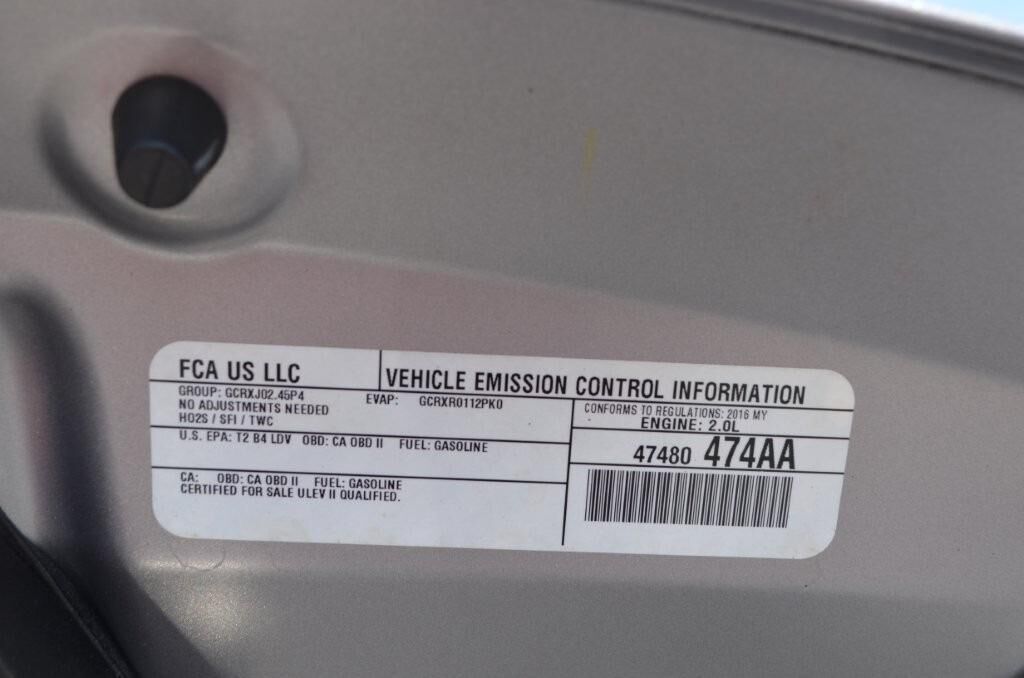 FCA US LLC
VEHICLE EMISSION CONTROL INFORMATION
GROUP: GCRXJ02.45P4
EVAP: GCRXR0112PK0
NO ADJUSTMENTS NEEDED
HO2S / SFI / TWC
CONFORMS TO REGULATIONS: 2016 MY
ENGINE: 2.0L
U.S. EPA: T2 B4 LDV OBD: CA OBD II FUEL: GASOLINE
47480 474AA
CA: OBD: CA OBD II FUEL: GASOLINE
CERTIFIED FOR SALE ULEV II QUALIFIED.